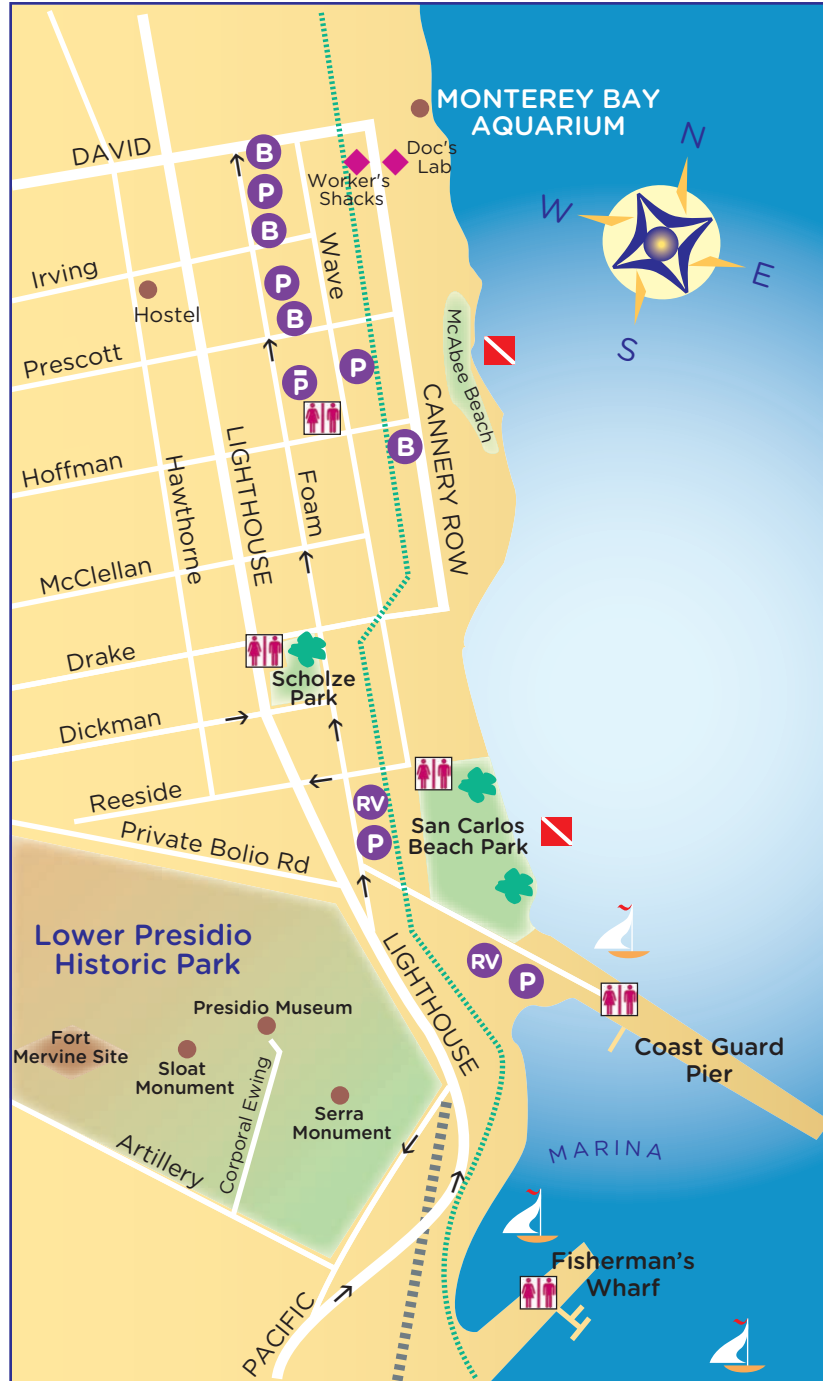 MONTEREY BAY
AQUARIUM
DAVID
B
Doc's
Lab
Worker's
Shacks
N
W
E
S
P
B
Wave
Irving
Hostel
P
B
McAbee Beach
Prescott
P
P
CANNERY ROW
LIGHTHOUSE
Hoffman
Hawthorne
Foam
B
McClellan
Drake
Scholze
Park
Dickman
Reeside
RV
P
San Carlos
Beach Park
Private Bolio Rd
Lower Presidio
Historic Park
LIGHTHOUSE
RV
P
Presidio Museum
Fort
Mervine Site
Sloat
Monument
Corporal Ewing
Serra
Monument
Coast Guard
Pier
Artillery
MARINA
Fisherman's
Wharf
PACIFIC